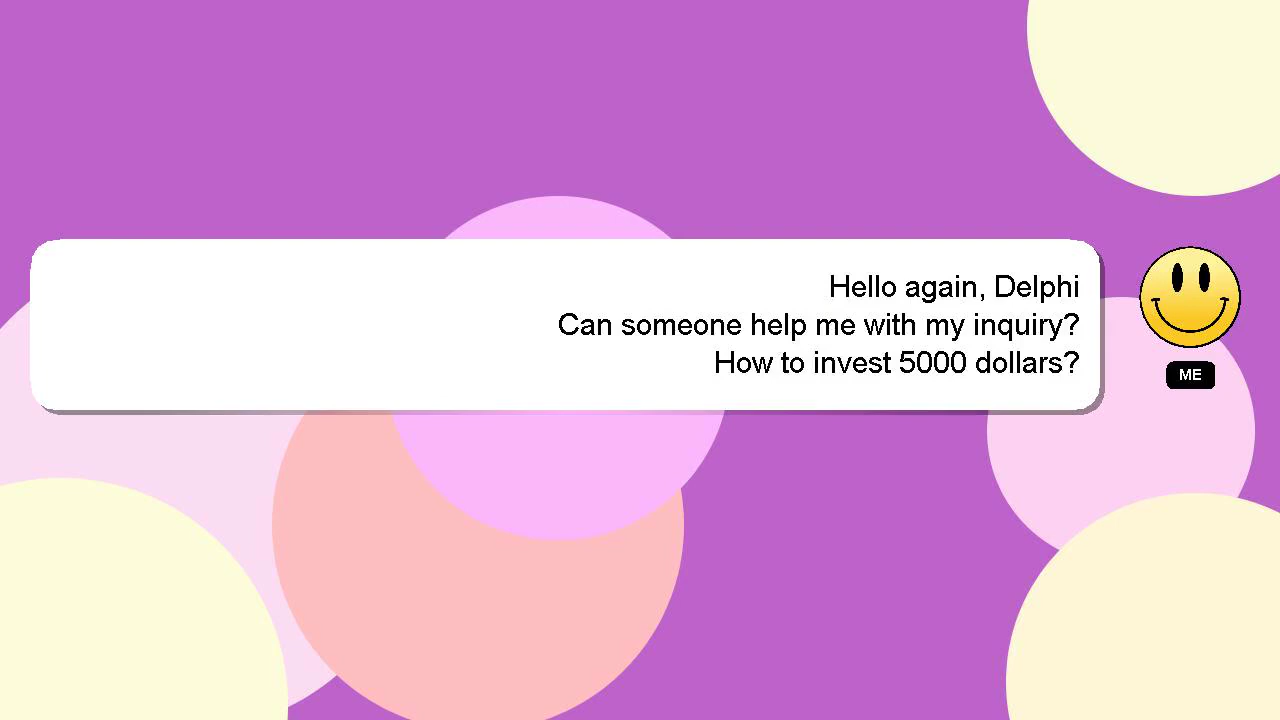 Hello again, Delphi
Can someone help me with my inquiry?
How to invest 5000 dollars?
ME